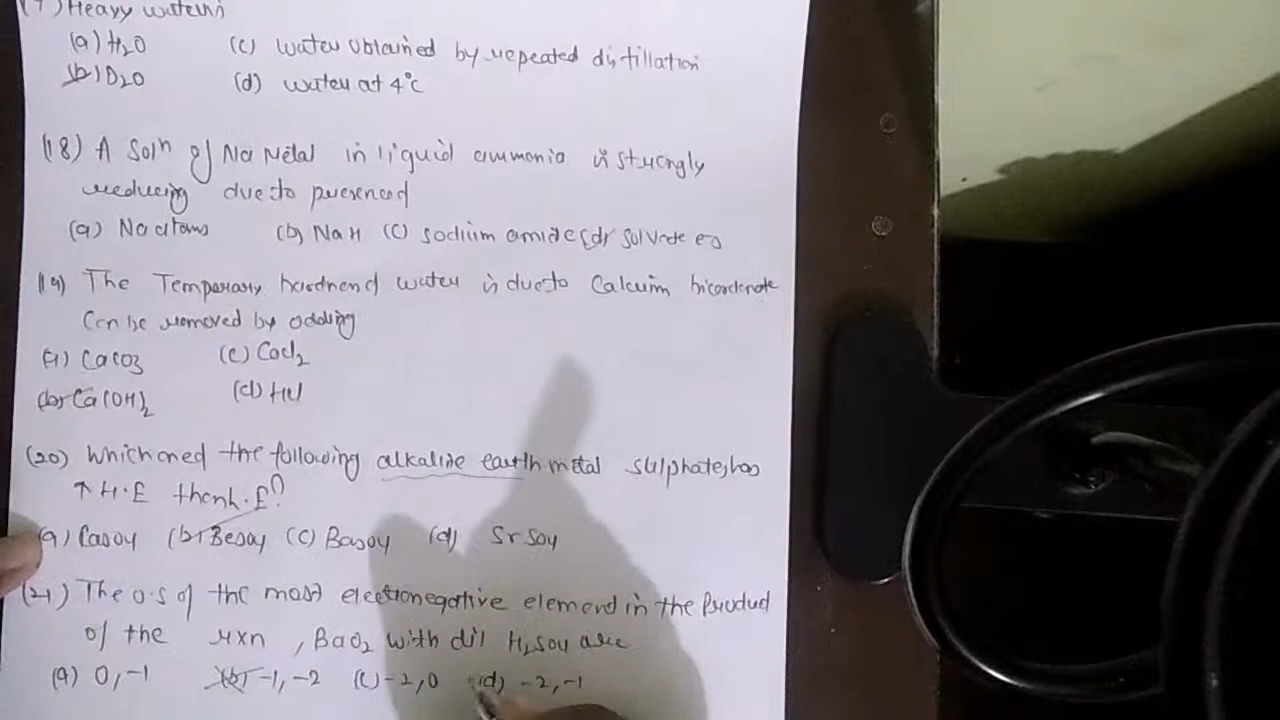 (17) Heavy water is
(a) H2O (c) water obtained by repeated distillation
(b) D2O (d) water at 4°C
(18) A Soln of Na Metal in liquid ammonia is strongly
reducing due to presence of
(a) Na atoms (b) NaH (c) sodium amide (d) solvate es
(19) The Temporary hardness of water is due to Calcium bicarbonate
Can be removed by adding
(a) CaCO3 (c) CaCl2
(b) Ca(OH)2 (d) HCl
(20) Which one of the following alkaline earth metal sulphates has
↑ H.E than L.E?
(a) CaSO4 (b) BeSO4 (c) BaSO4 (d) SrSO4
(21) The O.S of the most electronegative element in the Product
of the rxn, BaO2 with dil H2SO4 are
(a) 0, -1 (b) -1, -2 (c) -2, 0 (d) -2, -1